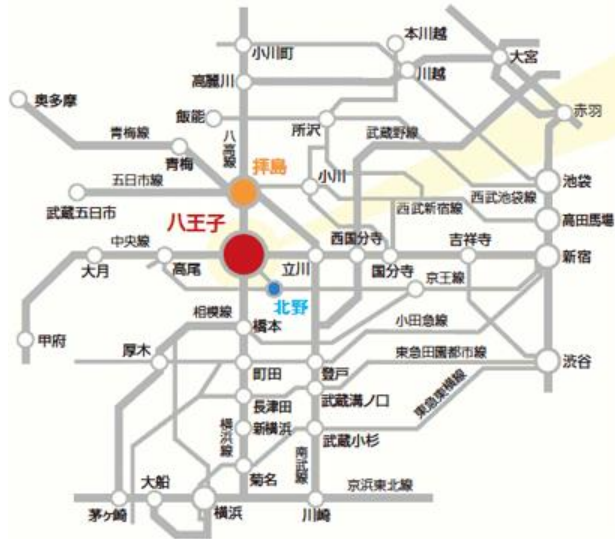 本川越
小川町
大宮
川越
高麗川
奥多摩
赤羽
飯能
所沢
武蔵野線
青梅線
八高線
青梅
拝島
五日市線
小川
池袋
武蔵五日市
西武池袋線
西武新宿線
高田馬場
八王子
西国分寺
吉祥寺
中央線
大月
高尾
立川
国分寺
新宿
京王線
北野
相模線
橋本
小田急線
甲府
厚木
町田
登戸
東急田園都市線
渋谷
長津田
武蔵溝ノ口
東急東横線
横浜線
新横浜
武蔵小杉
南武線
菊名
大船
京浜東北線
茅ヶ崎
横浜
川崎